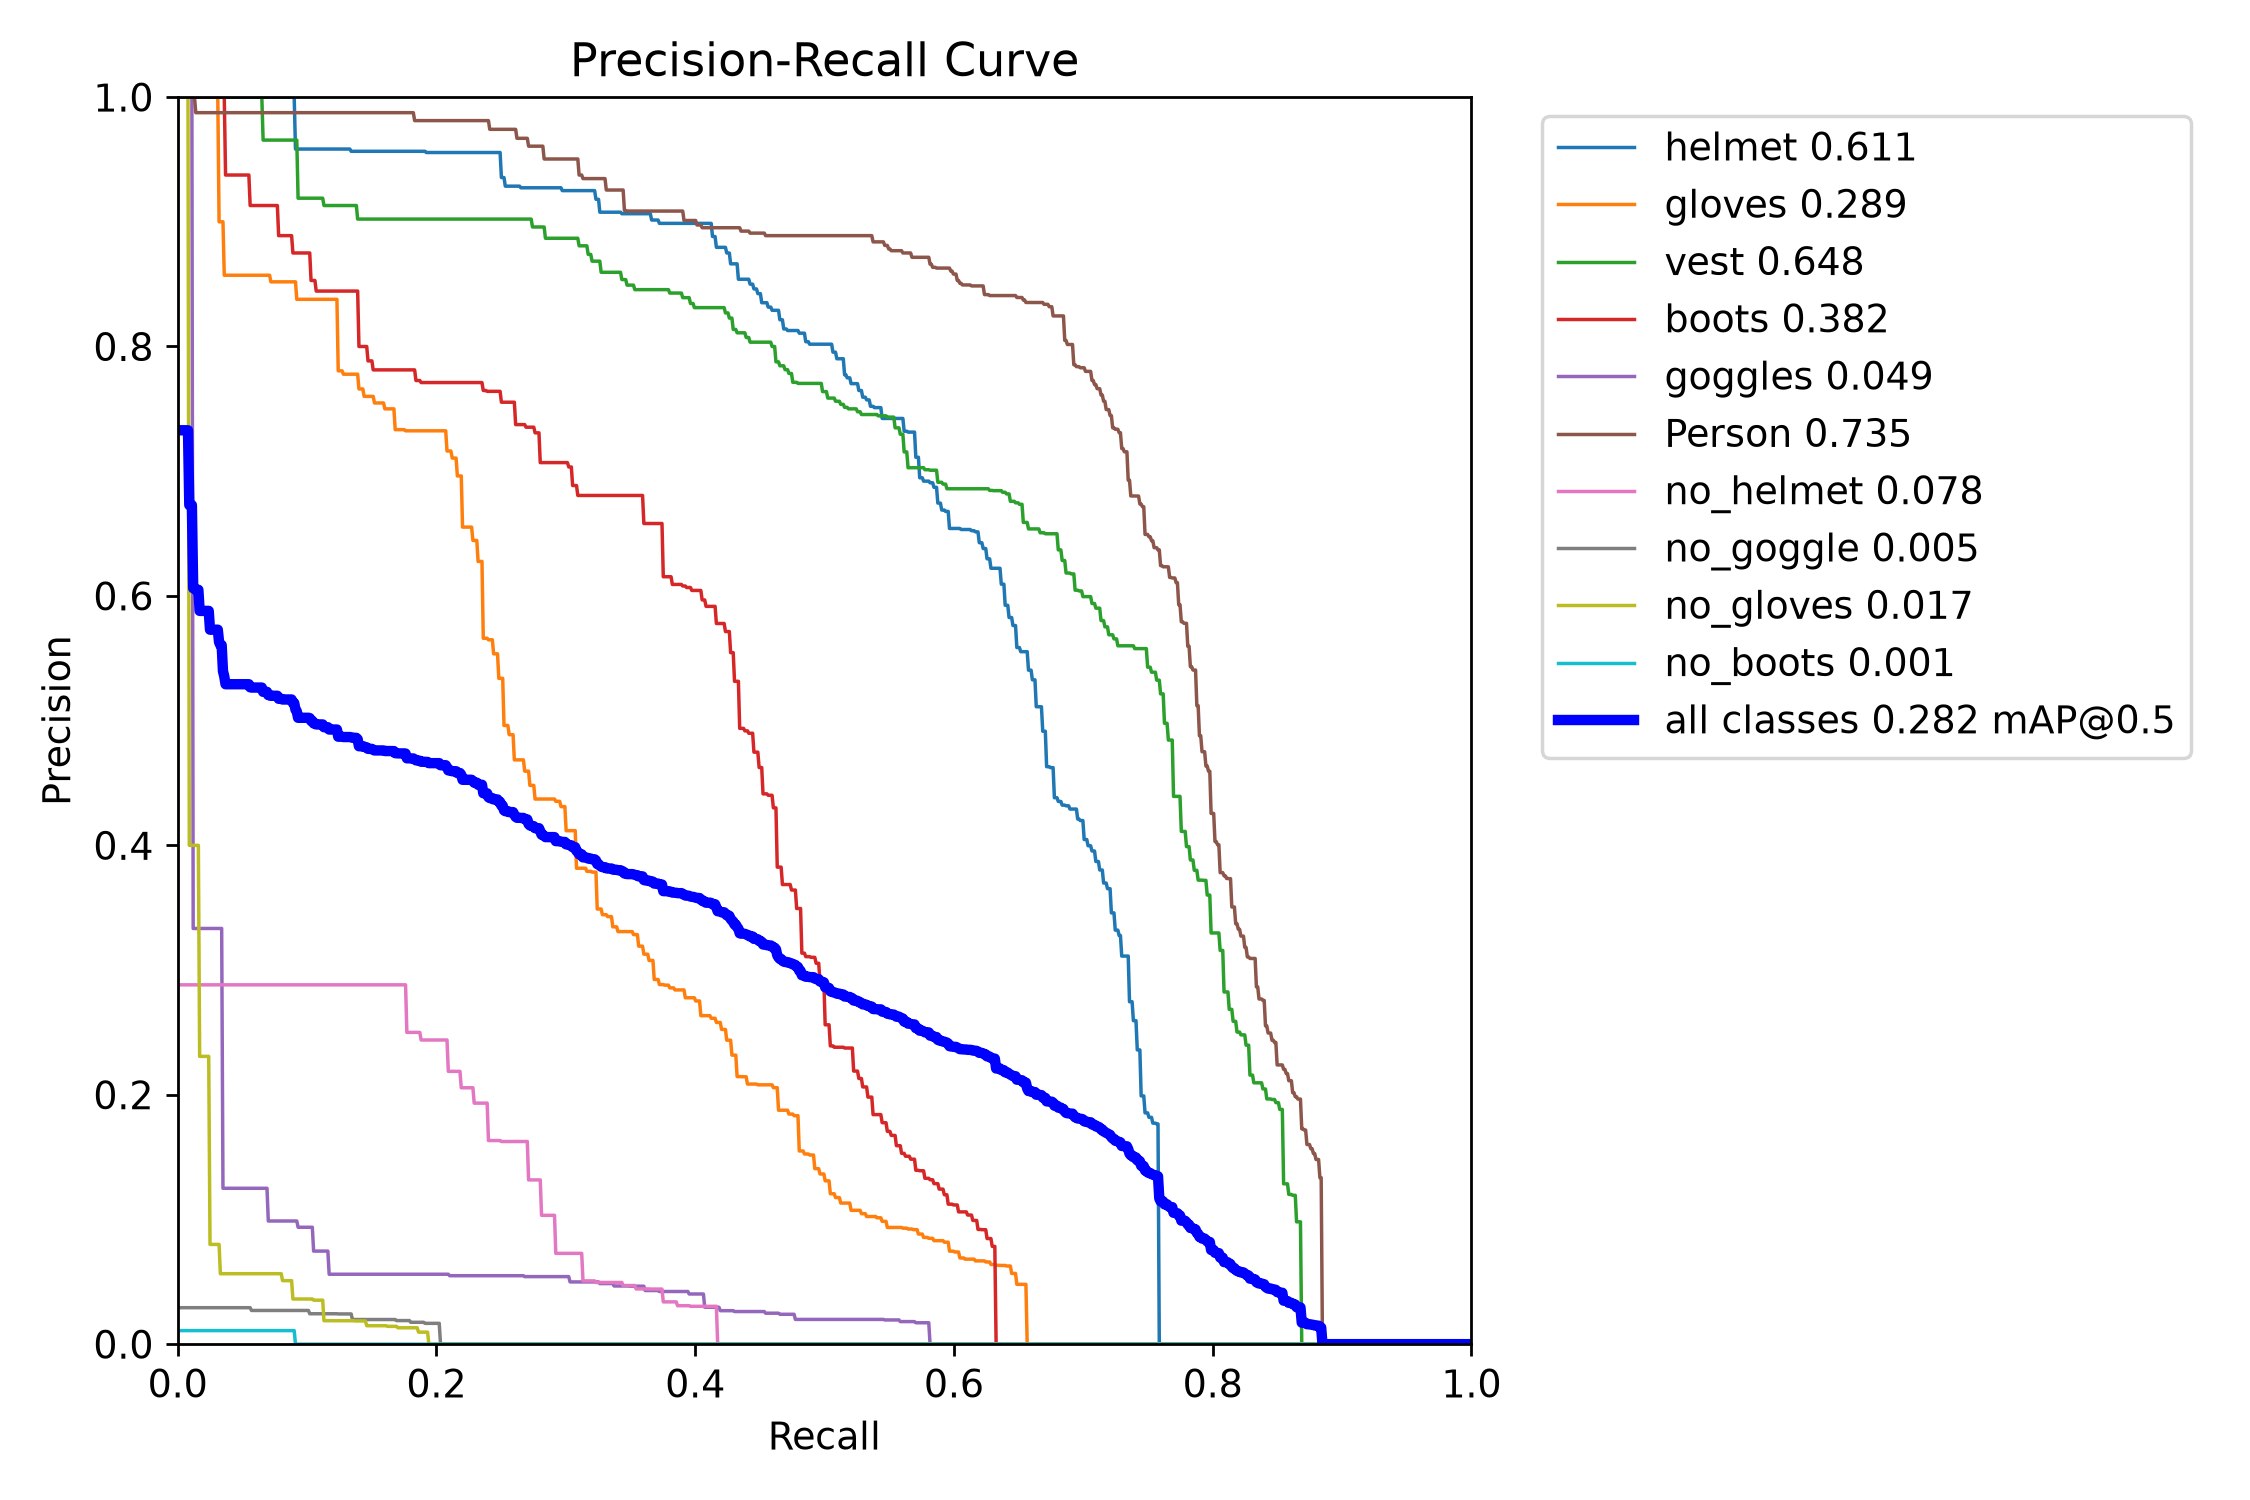 Precision-Recall Curve
1.0
0.8
0.6
0.4
0.2
0.0
Precision
0.0 0.2 0.4 0.6 0.8 1.0
Recall
helmet 0.611
gloves 0.289
vest 0.648
boots 0.382
goggles 0.049
Person 0.735
no_helmet 0.078
no_goggle 0.005
no_gloves 0.017
no_boots 0.001
all classes 0.282 mAP@0.5